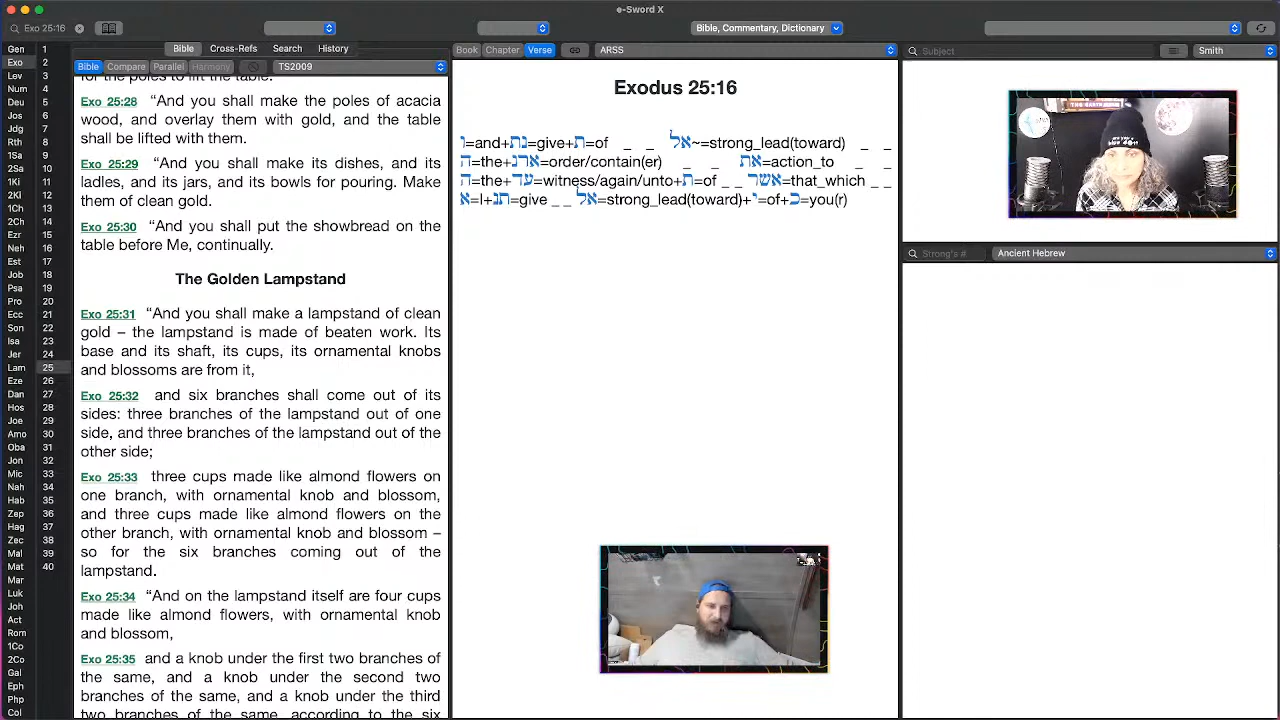 e-Sword X
Exo 25:16
Bible, Commentary, Dictionary
Bible
Cross-Refs
Search
History
Book
Chapter
Verse
ARSS
Subject
Smith
Bible
Compare
Parallel
Harmony
TS2009
Gen
Exo
Lev
Num
Deu
Jos
Jdg
Rth
1Sa
2Sa
1Ki
2Ki
1Ch
2Ch
Ezr
Neh
Est
Job
Psa
Pro
Ecc
Son
Isa
Jer
Lam
Eze
Dan
Hos
Joe
Amo
Oba
Jon
Mic
Nah
Hab
Zep
Hag
Zec
Mal
Mat
Mar
Luk
Joh
Act
Rom
1Co
2Co
Gal
Eph
Php
Col
1
2
3
4
5
6
7
8
9
10
11
12
13
14
15
16
17
18
19
20
21
22
23
24
25
26
27
28
29
30
31
32
33
34
35
36
37
38
39
40
for the poles to lift the table.
Exo 25:28 “And you shall make the poles of acacia
wood, and overlay them with gold, and the table
shall be lifted with them.
Exo 25:29 “And you shall make its dishes, and its
ladles, and its jars, and its bowls for pouring. Make
them of clean gold.
Exo 25:30 “And you shall put the showbread on the
table before Me, continually.
The Golden Lampstand
Exo 25:31 “And you shall make a lampstand of clean
gold – the lampstand is made of beaten work. Its
base and its shaft, its cups, its ornamental knobs
and blossoms are from it,
Exo 25:32 and six branches shall come out of its
sides: three branches of the lampstand out of one
side, and three branches of the lampstand out of the
other side;
Exo 25:33 three cups made like almond flowers on
one branch, with ornamental knob and blossom,
and three cups made like almond flowers on the
other branch, with ornamental knob and blossom –
so for the six branches coming out of the
lampstand.
Exo 25:34 “And on the lampstand itself are four cups
made like almond flowers, with ornamental knob
and blossom,
Exo 25:35 and a knob under the first two branches of
the same, and a knob under the second two
branches of the same, and a knob under the third
two branches of the same, according to the six
Exodus 25:16
ו=and+נת=give+ת=of _ _ אל~=strong_lead(toward) _ _
ה=the+ארנ=order/contain(er) _ _ את=action_to _ _
ה=the+עד=witness/again/unto+ת=of _ _ אשר=that_which _ _
א=I+תנ=give _ _ אל=strong_lead(toward)+י=of+כ=you(r)
Strong's #
Ancient Hebrew